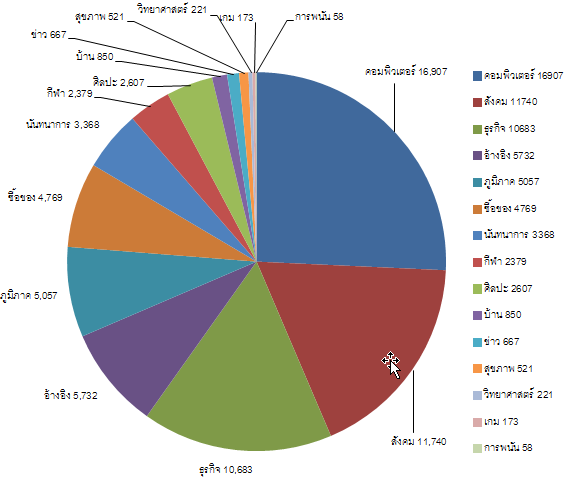 วิทยาศาสตร์ 221
สุขภาพ 521
เกม 173
การพนัน 58
ข่าว 667
บ้าน 850
ศิลปะ 2,607
กีฬา 2,379
นันทนาการ 3,368
ซื้อของ 4,769
ภูมิภาค 5,057
อ้างอิง 5,732
ธุรกิจ 10,683
สังคม 11,740
คอมพิวเตอร์ 16,907
คอมพิวเตอร์ 16907
สังคม 11740
ธุรกิจ 10683
อ้างอิง 5732
ภูมิภาค 5057
ซื้อของ 4769
นันทนาการ 3368
กีฬา 2379
ศิลปะ 2607
บ้าน 850
ข่าว 667
สุขภาพ 521
วิทยาศาสตร์ 221
เกม 173
การพนัน 58